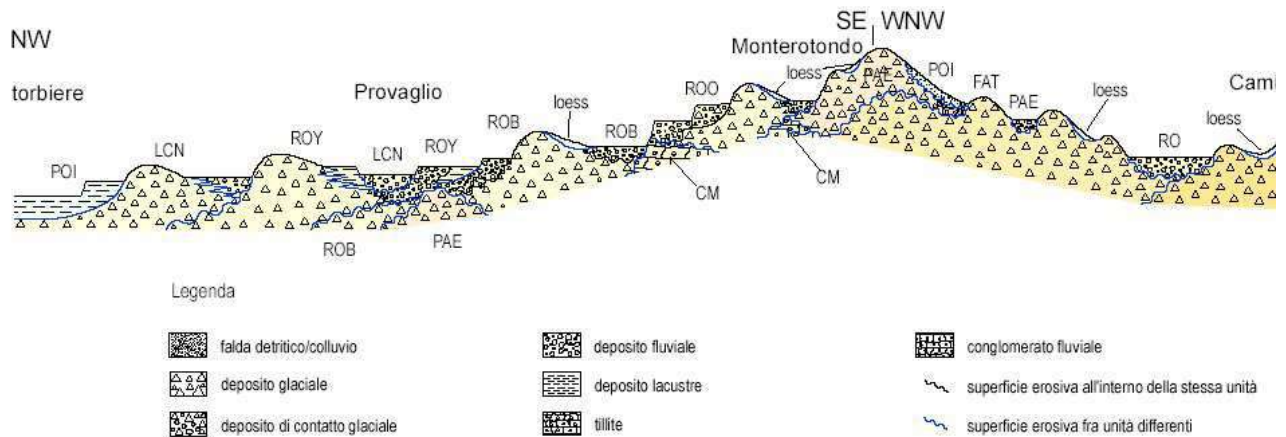 NW
SE WNW
Monterotondo
torbiere
Provaglio
Cami
POI
LCN
ROY
LCN
ROY
ROB
loess
ROB
ROO
loess
PAE
POI
FAT
PAE
loess
RO
loess
CM
CM
ROB
PAE
Legenda
falda detritico/colluvio
deposito fluviale
conglomerato fluviale
deposito glaciale
deposito lacustre
superficie erosiva all'interno della stessa unità
deposito di contatto glaciale
tillite
superficie erosiva fra unità differenti